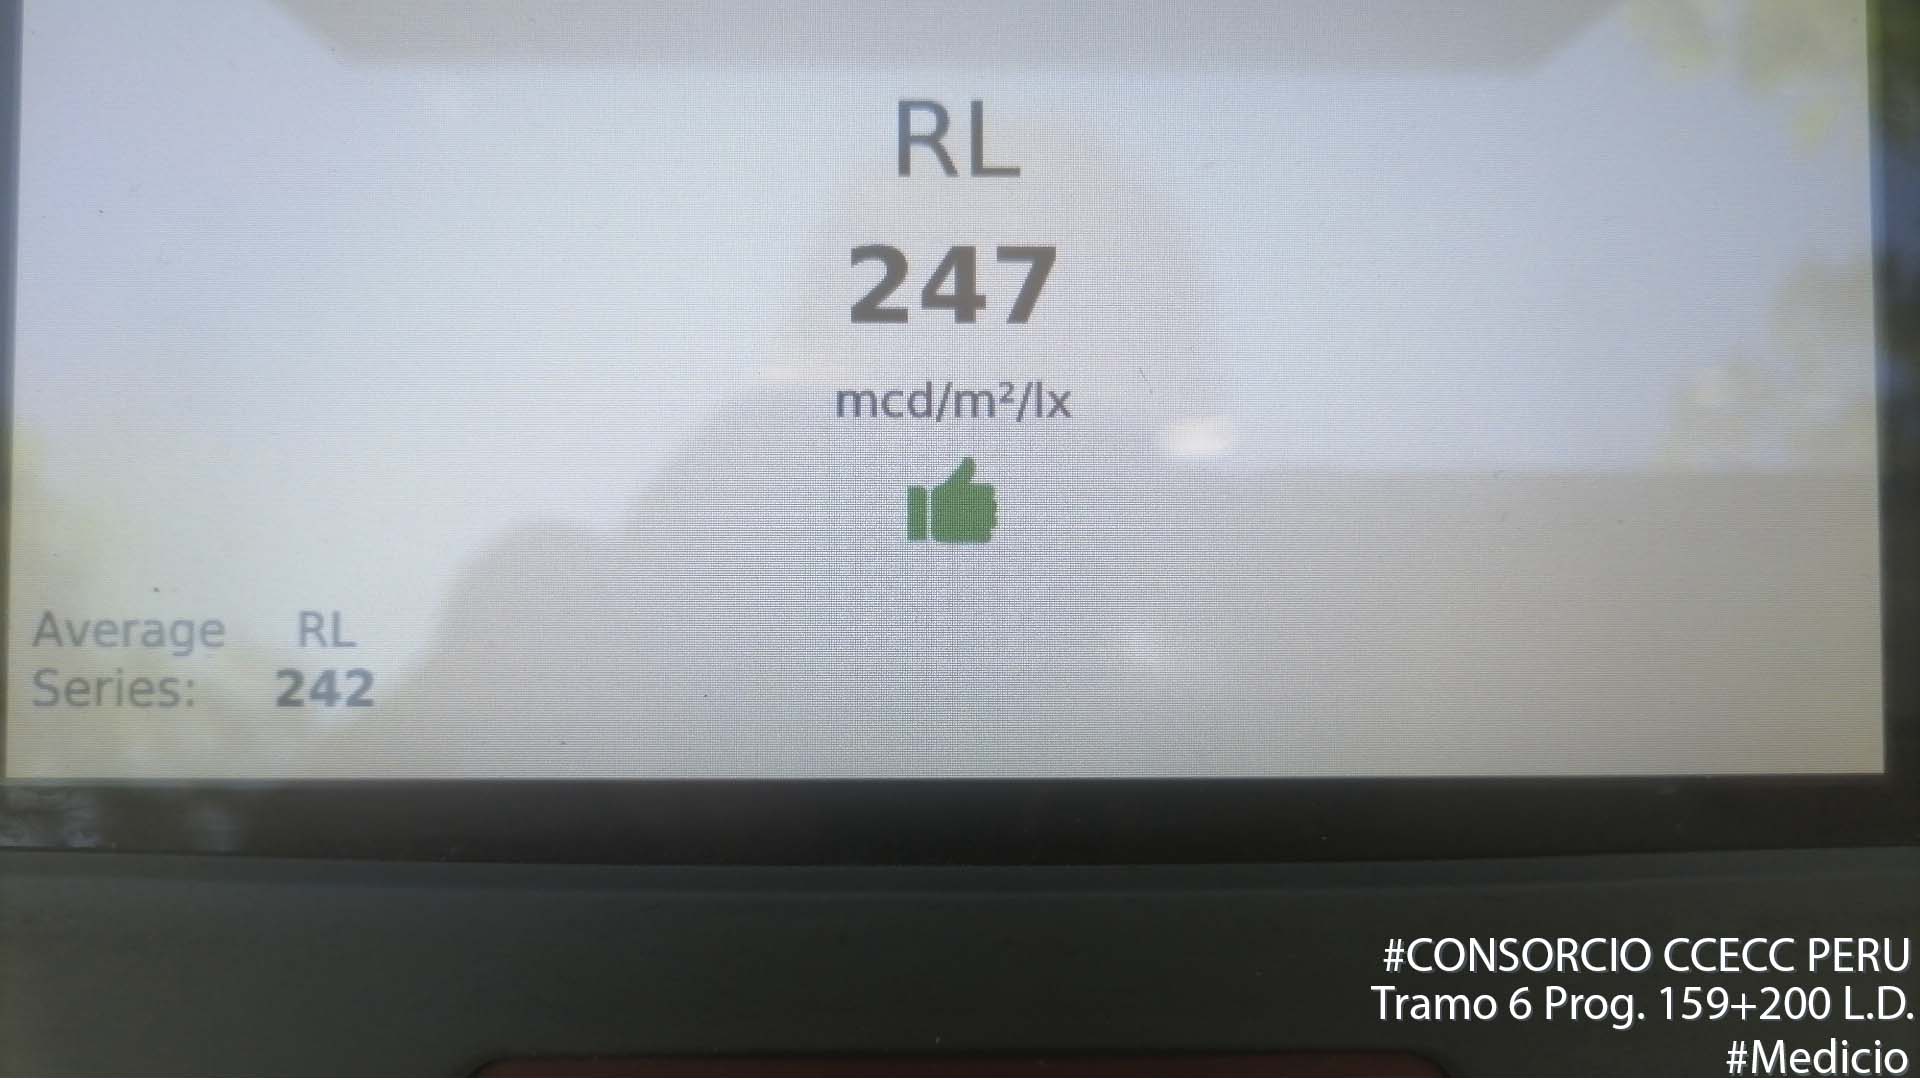 RL
247
mcd/m²/lx
Average RL
Series: 242
#CONSORCIO CCECC PERU
Tramo 6 Prog. 159+200 L.D.
#Medicio